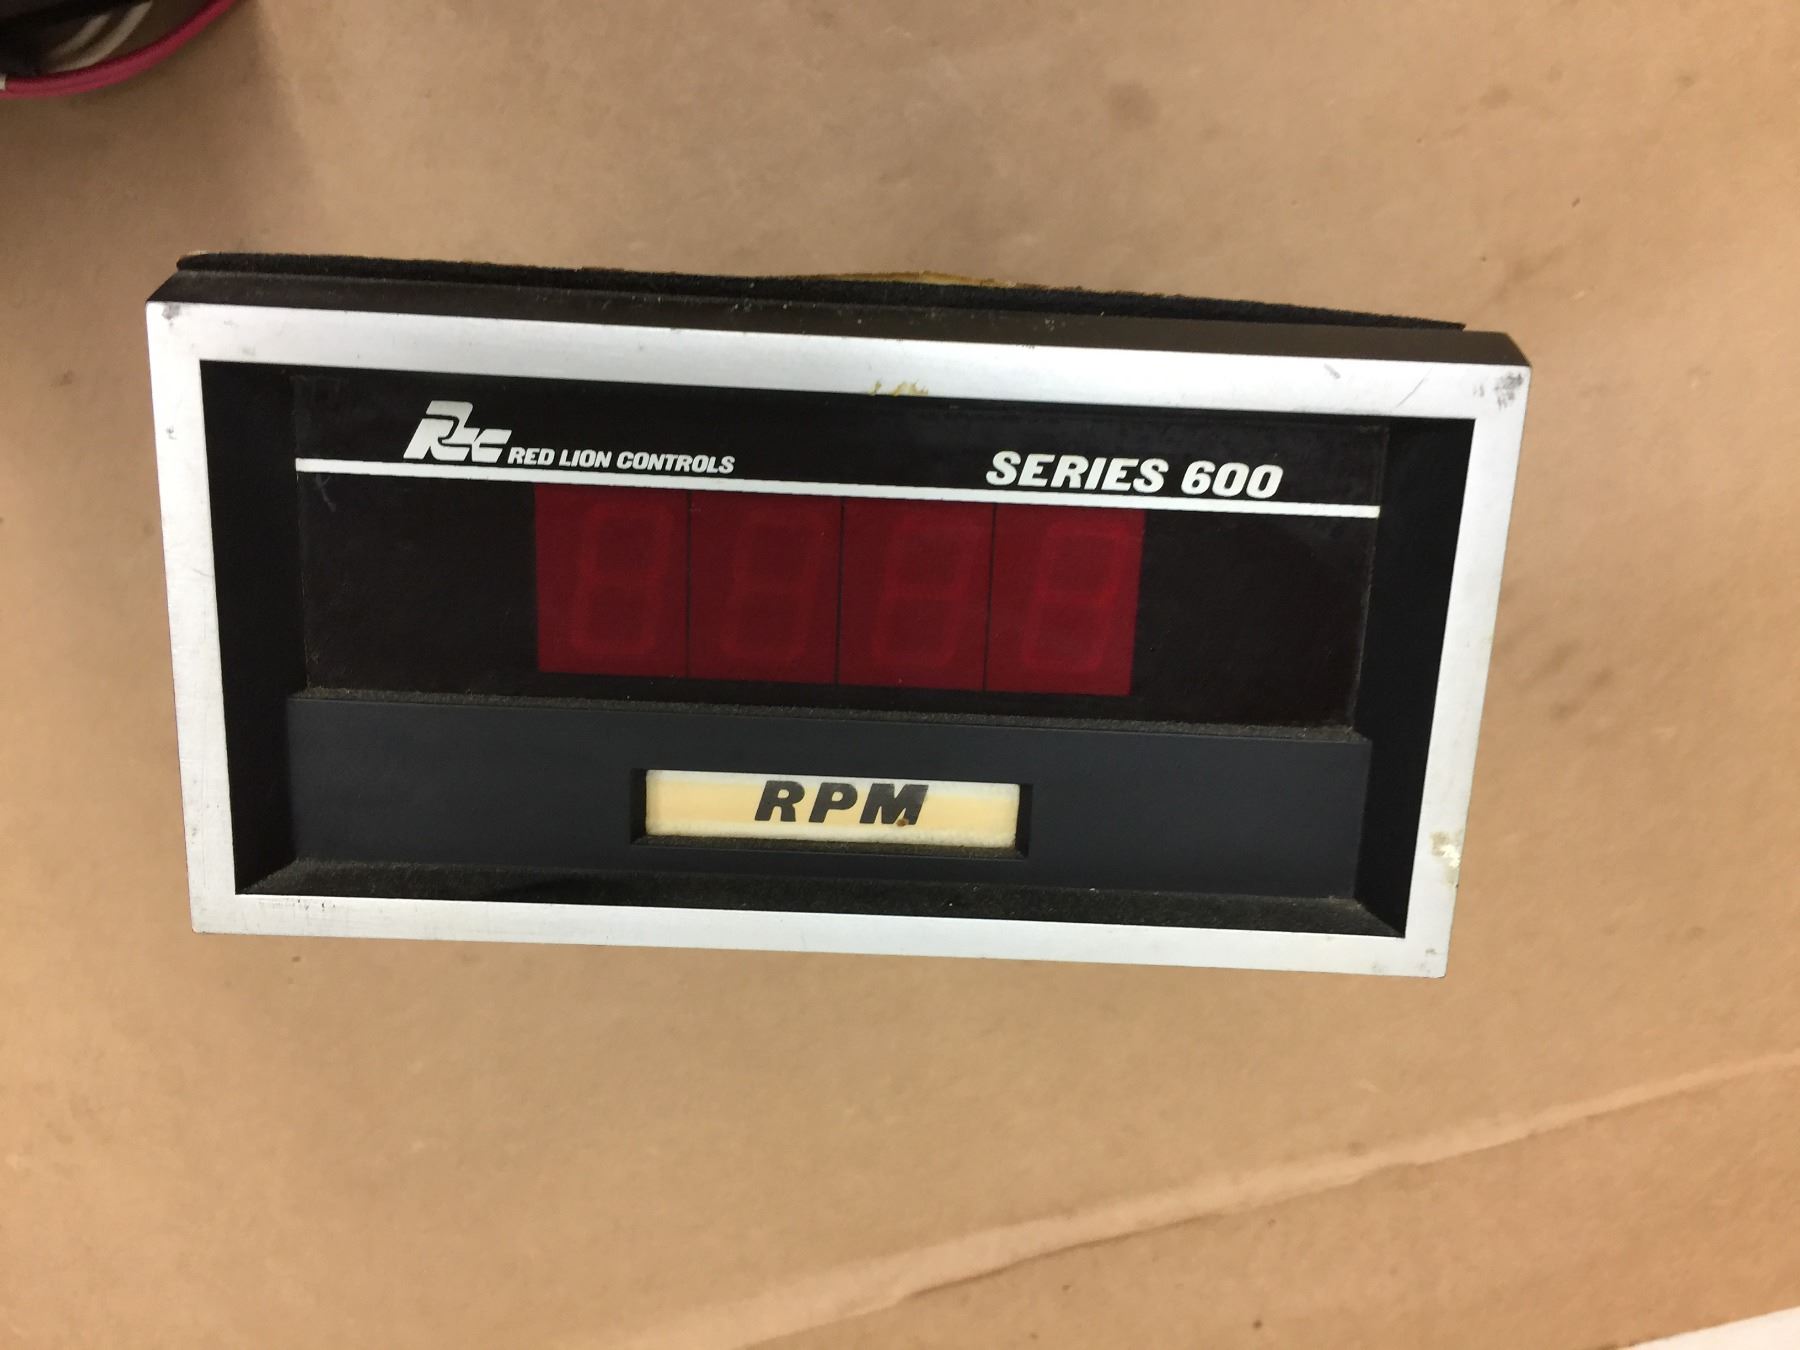 RLC RED LION CONTROLS
SERIES 600
RPM